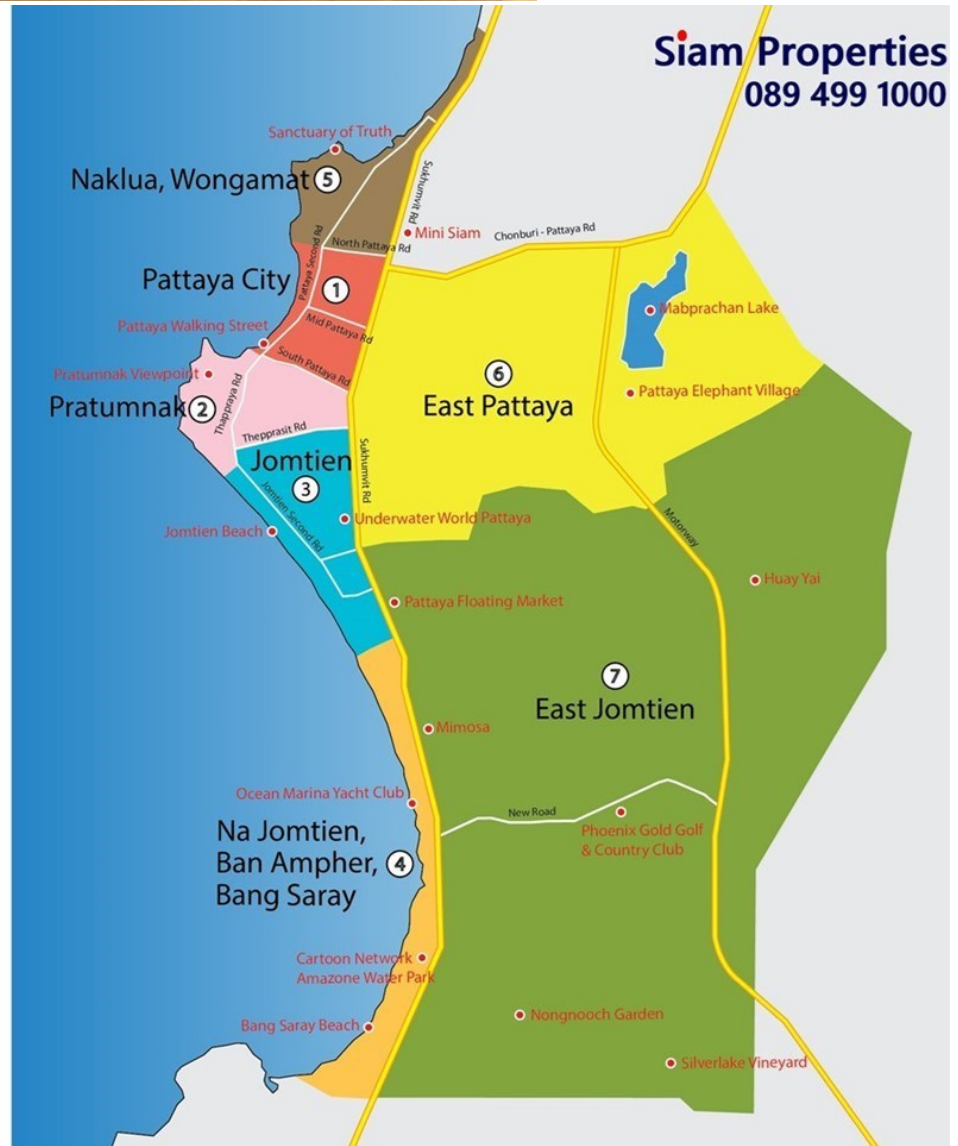 Siam Properties
089 499 1000
Sanctuary of Truth
Naklua, Wongamat 5
Sukhumvit Rd
Mini Siam
Chonburi - Pattaya Rd
North Pattaya Rd
Pattaya Second Rd
Pattaya City
1
Mabprachan Lake
Mid Pattaya Rd
Pattaya Walking Street
South Pattaya Rd
Pratumnak Viewpoint
6
East Pattaya
Pattaya Elephant Village
Pratumnak 2
Thappraya Rd
Thepprasit Rd
Jomtien
3
Sukhumvit Rd
Jomtien Second Rd
Underwater World Pattaya
Jomtien Beach
Motorway
Huay Yai
Pattaya Floating Market
7
East Jomtien
Mimosa
Ocean Marina Yacht Club
New Road
Phoenix Gold Golf
& Country Club
Na Jomtien,
Ban Ampher, 4
Bang Saray
Cartoon Network
Amazone Water Park
Nongnooch Garden
Bang Saray Beach
Silverlake Vineyard